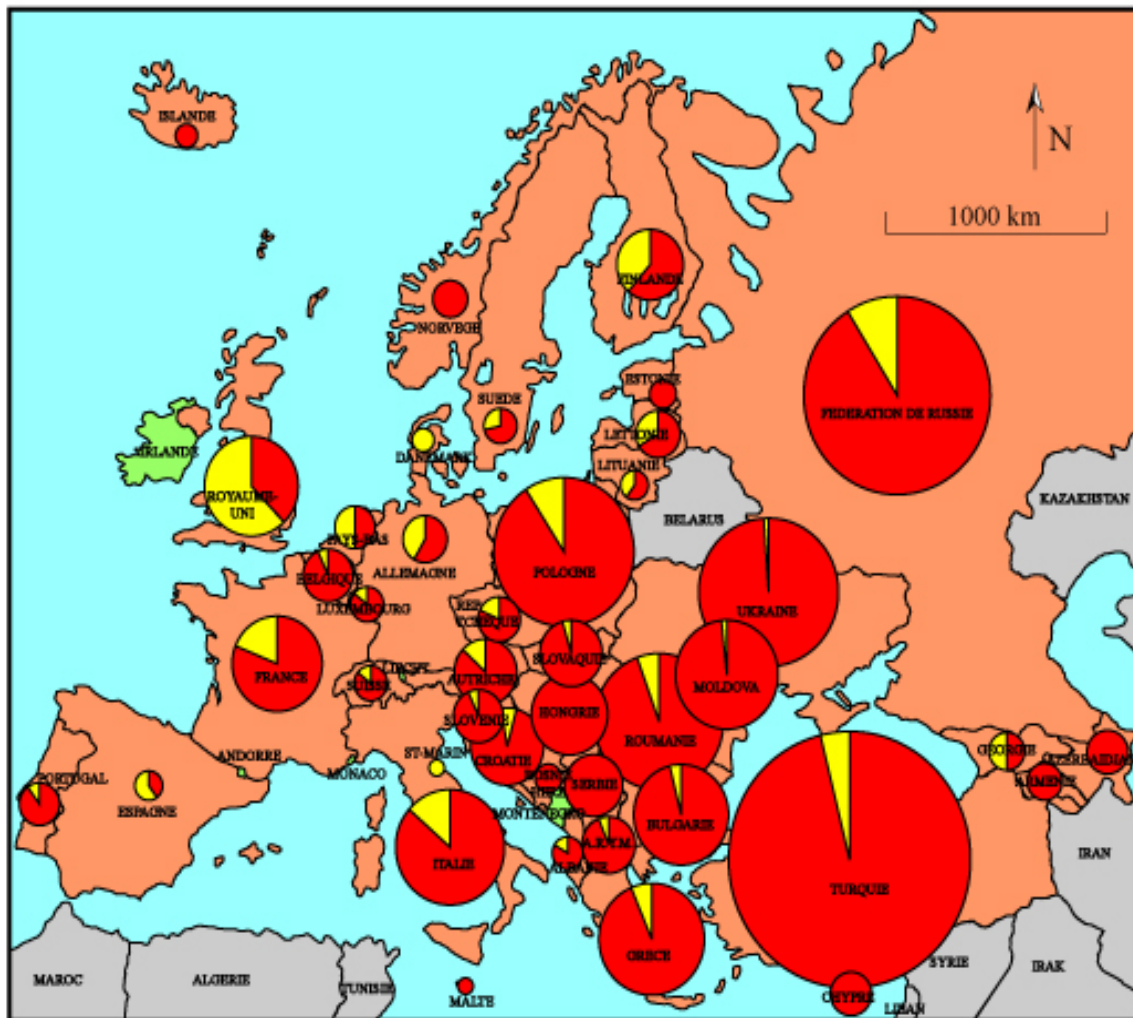 ISLANDE
N
1000 km
FINLANDE
NORVEGE
ESTONIE
SUEDE
FEDERATION DE RUSSIE
LETTONIE
DANEMARK
IRLANDE
LITUANIE
KAZAKHSTAN
ROYAUME-
UNI
BELARUS
PAYS-BAS
ALLEMAGNE
POLOGNE
BELGIQUE
LUXEMBOURG
REP.
TCHEQUE
UKRAINE
SLOVAQUIE
FRANCE
AUTRICHE
SUISSE
MOLDOVA
HONGRIE
SLOVENIE
ROUMANIE
CROATIE
ST-MARIN
ANDORRE
MONACO
GEORGIE
AZERBAIDJAN
ARMENIE
PORTUGAL
ESPAGNE
SERBIE
MONTENEGRO
BULGARIE
A.R.Y.M.
ITALIE
ALBANIE
IRAN
TURQUIE
GRECE
MAROC
ALGERIE
TUNISIE
MALTE
CHYPRE
SYRIE
LIBAN
IRAK